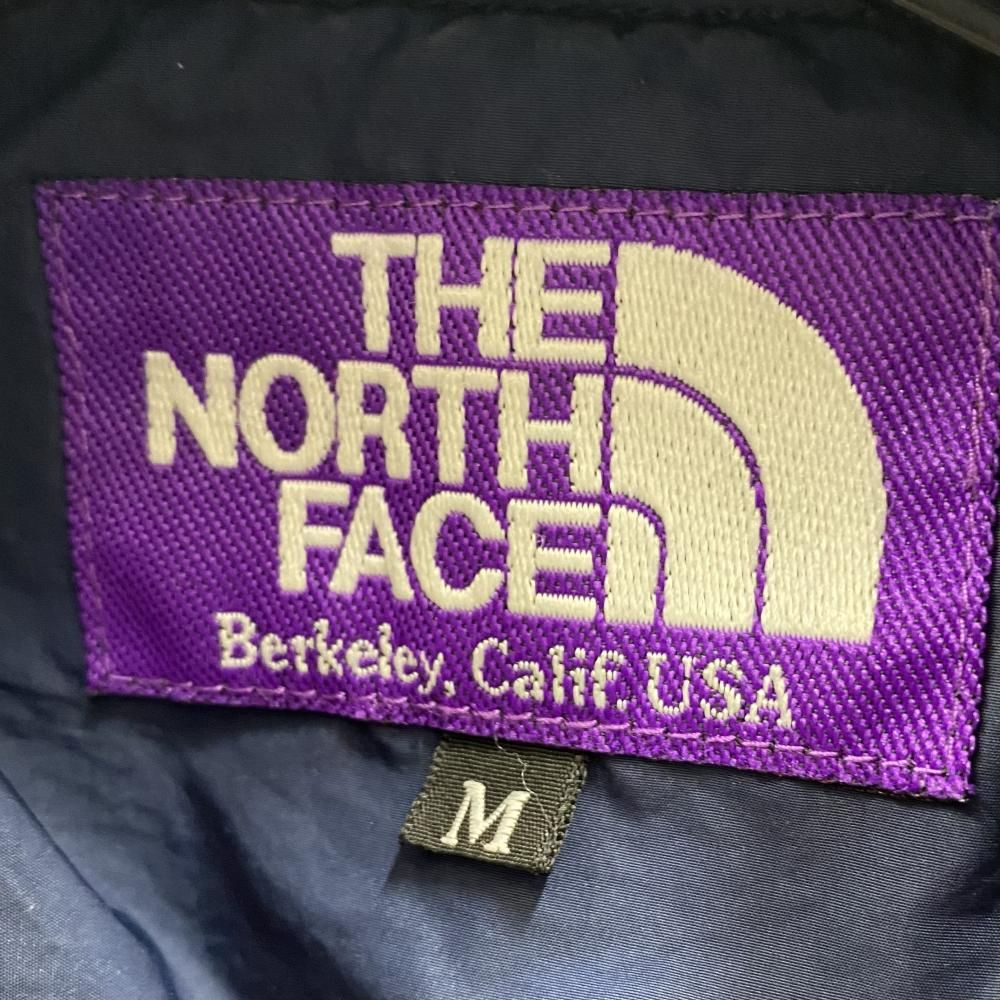 THE
NORTH
FACE
Berkeley, Calif. USA
M